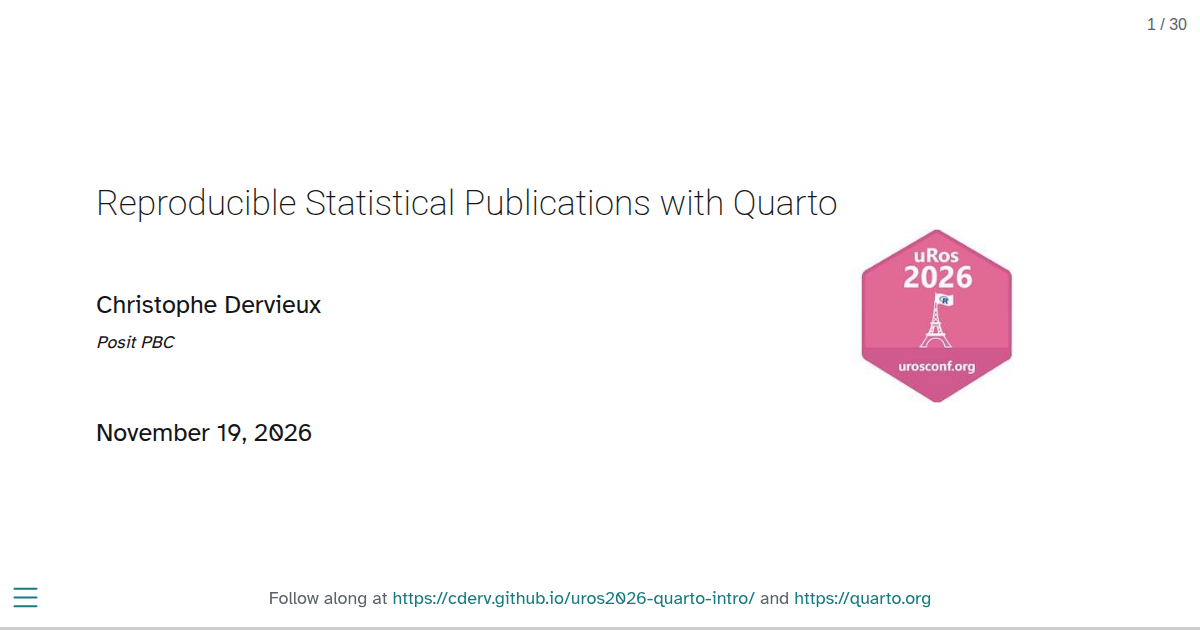 1 / 30
Reproducible Statistical Publications with Quarto
uRos
2026
R
urosconf.org
Christophe Dervieux
Posit PBC
November 19, 2026
Follow along at https://cderv.github.io/uros2026-quarto-intro/ and https://quarto.org